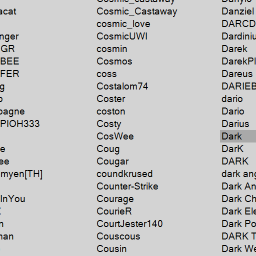 Cosmic_castaway
acat Cosmic_Castaway Danziel
cosmic_love DARCD
nger CosmicUWI Dardiniu
GR cosmin Darek
BEE Cosmos DarekPl
FER coss Dareus
g Costalom74 DARIEB
o Coster dario
pagne coston Dario
PIOH333 Costy Darius
CosWee Dark
e Coug DarK
ee Cougar DARK
myen[TH] coundkrused dark ang
Counter-Strike Dark An
InYou Courage Dark Ch
CourieR Dark Ele
n CourtJester140 Dark Po
nan Couscous DARK T
Cousin Dark We